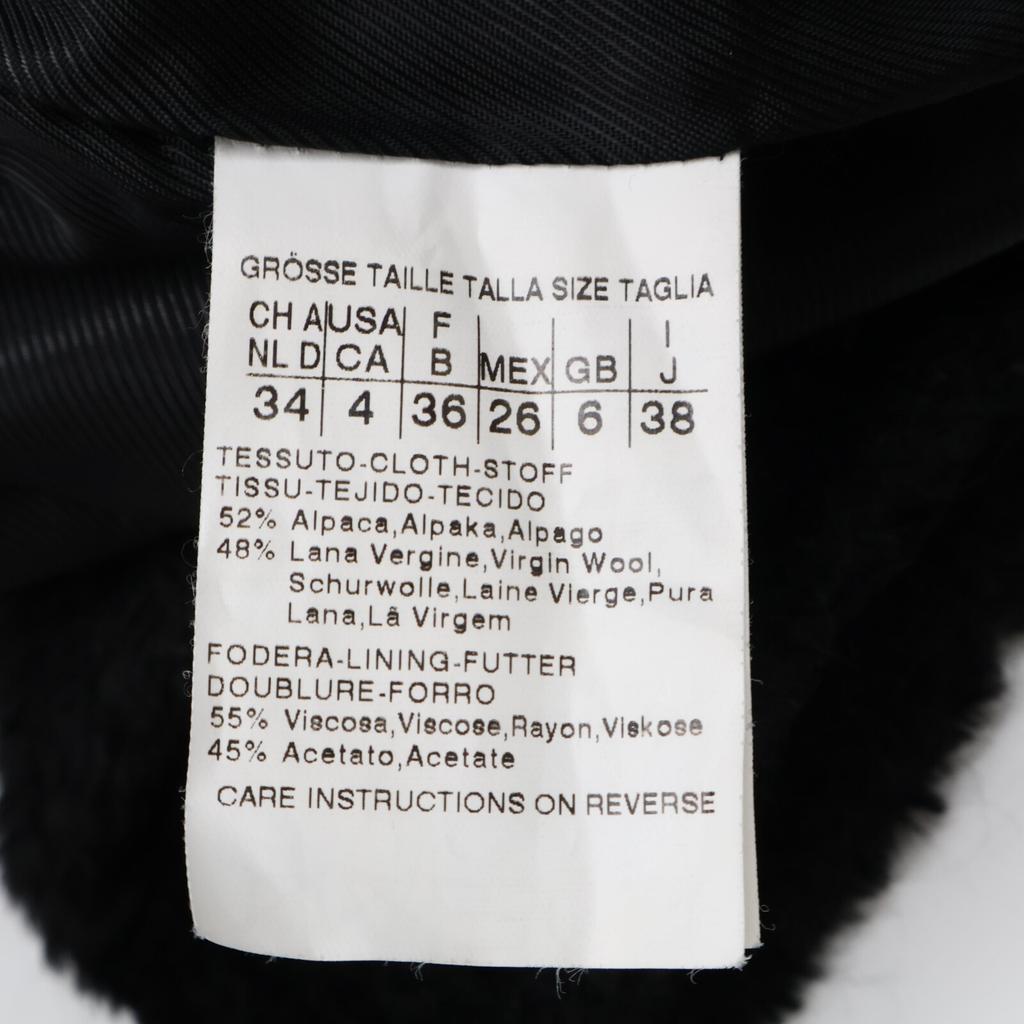 GRÖSSE TAILLE TALLA SIZE TAGLIA
CH A USA F I
NL D CA B MEX GB J
34 4 36 26 6 38
TESSUTO-CLOTH-STOFF
TISSU-TEJIDO-TECIDO
52% Alpaca,Alpaka,Alpago
48% Lana Vergine,Virgin Wool,
Schurwolle,Laine Vierge,Pura
Lana,Lã Virgem
FODERA-LINING-FUTTER
DOUBLURE-FORRO
55% Viscosa,Viscose,Rayon,Viskose
45% Acetato,Acetate
CARE INSTRUCTIONS ON REVERSE